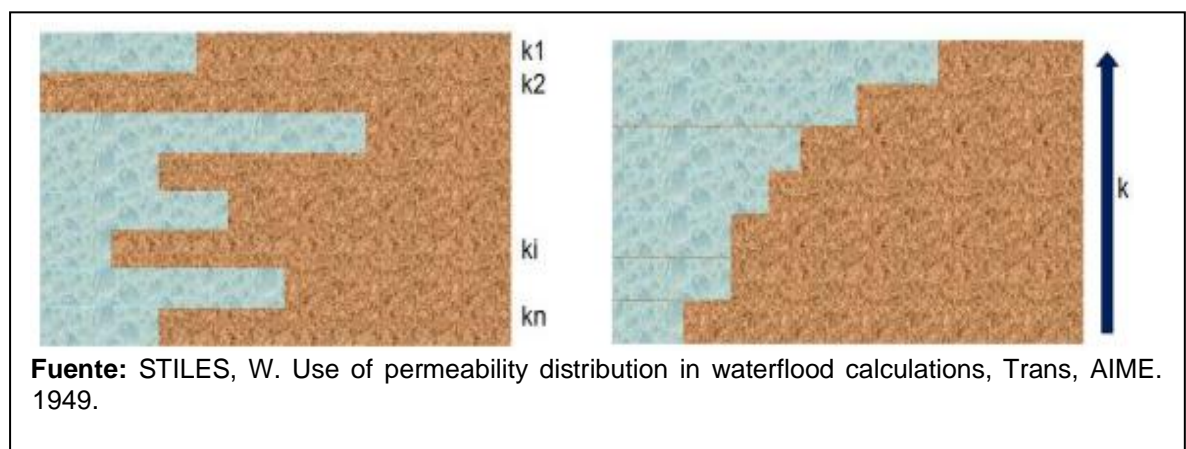 k1
k2
ki
kn
k
Fuente: STILES, W. Use of permeability distribution in waterflood calculations, Trans, AIME.
1949.